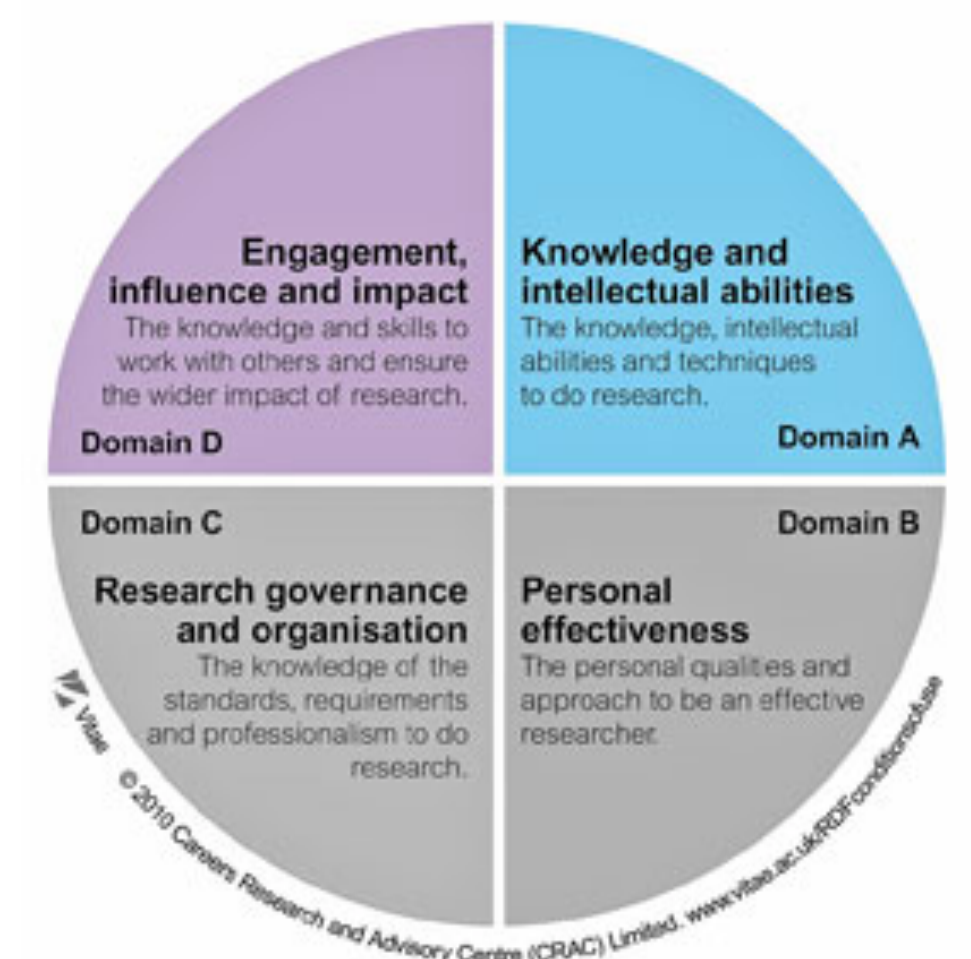 Engagement,
influence and impact
The knowledge and skills to
work with others and ensure
the wider impact of research.
Domain D
Knowledge and
intellectual abilities
The knowledge, intellectual
abilities and techniques
to do research.
Domain A
Domain C
Research governance
and organisation
The knowledge of the
standards, requirements
and professionalism to do
research.
Domain B
Personal
effectiveness
The personal qualities and
approach to be an effective
researcher.
Vitae © 2010 Careers Research and Advisory Centre (CRAC) Limited. www.vitae.ac.uk/RDFconditionsofuse